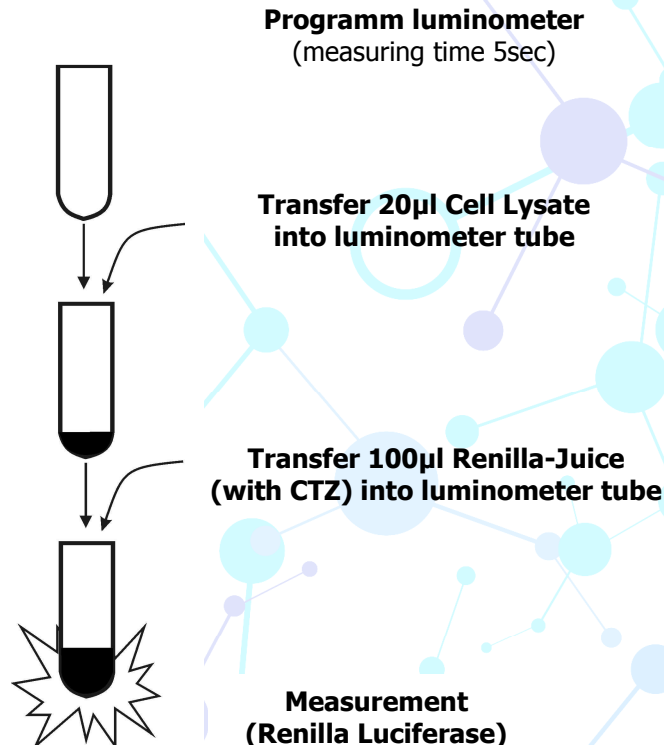 Programm luminometer
(measuring time 5sec)
Transfer 20µl Cell Lysate
into luminometer tube
Transfer 100µl Renilla-Juice
(with CTZ) into luminometer tube
Measurement
(Renilla Luciferase)